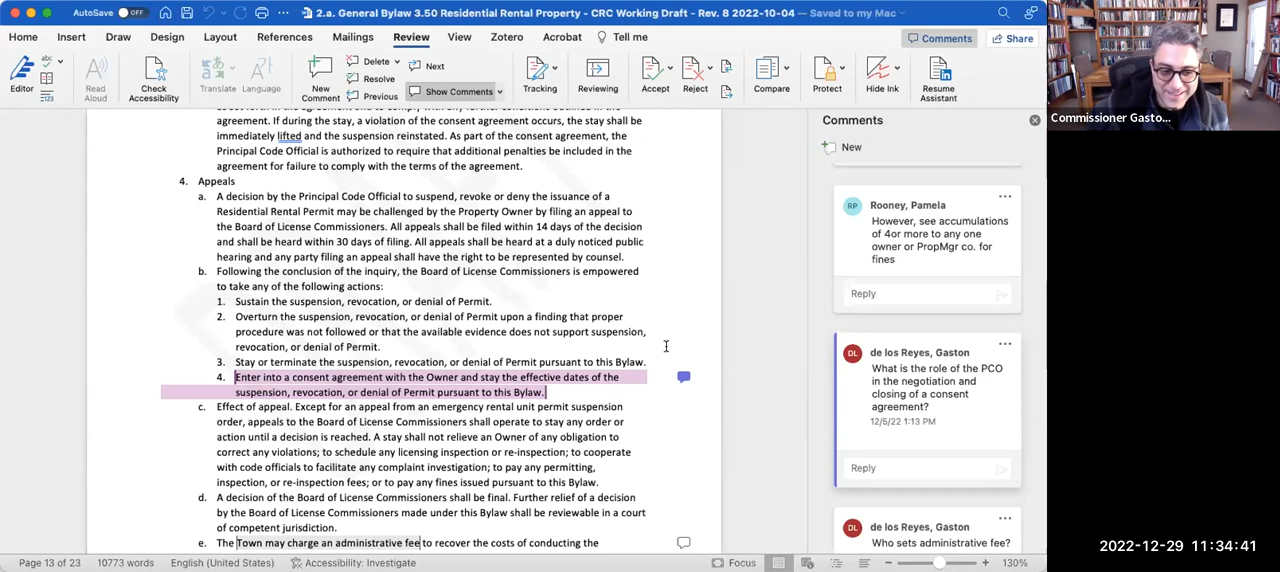 AutoSave OFF 2.a. General Bylaw 3.50 Residential Rental Property - CRC Working Draft - Rev. 8 2022-10-04 — Saved to my Mac
Home Insert Draw Design Layout References Mailings Review View Zotero Acrobat Tell me Comments Share
Editor
Read Aloud
Check Accessibility
Translate
Language
New Comment
Delete
Resolve
Previous
Next
Show Comments
Tracking
Reviewing
Accept
Reject
Compare
Protect
Hide Ink
Resume Assistant
agreement. If during the stay, a violation of the consent agreement occurs, the stay shall be
immediately lifted and the suspension reinstated. As part of the consent agreement, the
Principal Code Official is authorized to require that additional penalties be included in the
agreement for failure to comply with the terms of the agreement.
4. Appeals
a. A decision by the Principal Code Official to suspend, revoke or deny the issuance of a
Residential Rental Permit may be challenged by the Property Owner by filing an appeal to
the Board of License Commissioners. All appeals shall be filed within 14 days of the decision
and shall be heard within 30 days of filing. All appeals shall be heard at a duly noticed public
hearing and any party filing an appeal shall have the right to be represented by counsel.
b. Following the conclusion of the inquiry, the Board of License Commissioners is empowered
to take any of the following actions:
1. Sustain the suspension, revocation, or denial of Permit.
2. Overturn the suspension, revocation, or denial of Permit upon a finding that proper
procedure was not followed or that the available evidence does not support suspension,
revocation, or denial of Permit.
3. Stay or terminate the suspension, revocation, or denial of Permit pursuant to this Bylaw.
4. Enter into a consent agreement with the Owner and stay the effective dates of the
suspension, revocation, or denial of Permit pursuant to this Bylaw.
c. Effect of appeal. Except for an appeal from an emergency rental unit permit suspension
order, appeals to the Board of License Commissioners shall operate to stay any order or
action until a decision is reached. A stay shall not relieve an Owner of any obligation to
correct any violations; to schedule any licensing inspection or re-inspection; to cooperate
with code officials to facilitate any complaint investigation; to pay any permitting,
inspection, or re-inspection fees; or to pay any fines issued pursuant to this Bylaw.
d. A decision of the Board of License Commissioners shall be final. Further relief of a decision
by the Board of License Commissioners made under this Bylaw shall be reviewable in a court
of competent jurisdiction.
e. The Town may charge an administrative fee to recover the costs of conducting the
Comments
New
RP Rooney, Pamela
However, see accumulations
of 4or more to any one
owner or PropMgr co. for
fines
Reply
DL de los Reyes, Gaston
What is the role of the PCO
in the negotiation and
closing of a consent
agreement?
12/5/22 1:13 PM
Reply
DL de los Reyes, Gaston
Who sets administrative fee?
Page 13 of 23 10773 words English (United States) Accessibility: Investigate Focus 130%
Commissioner Gasto...
2022-12-29 11:34:41